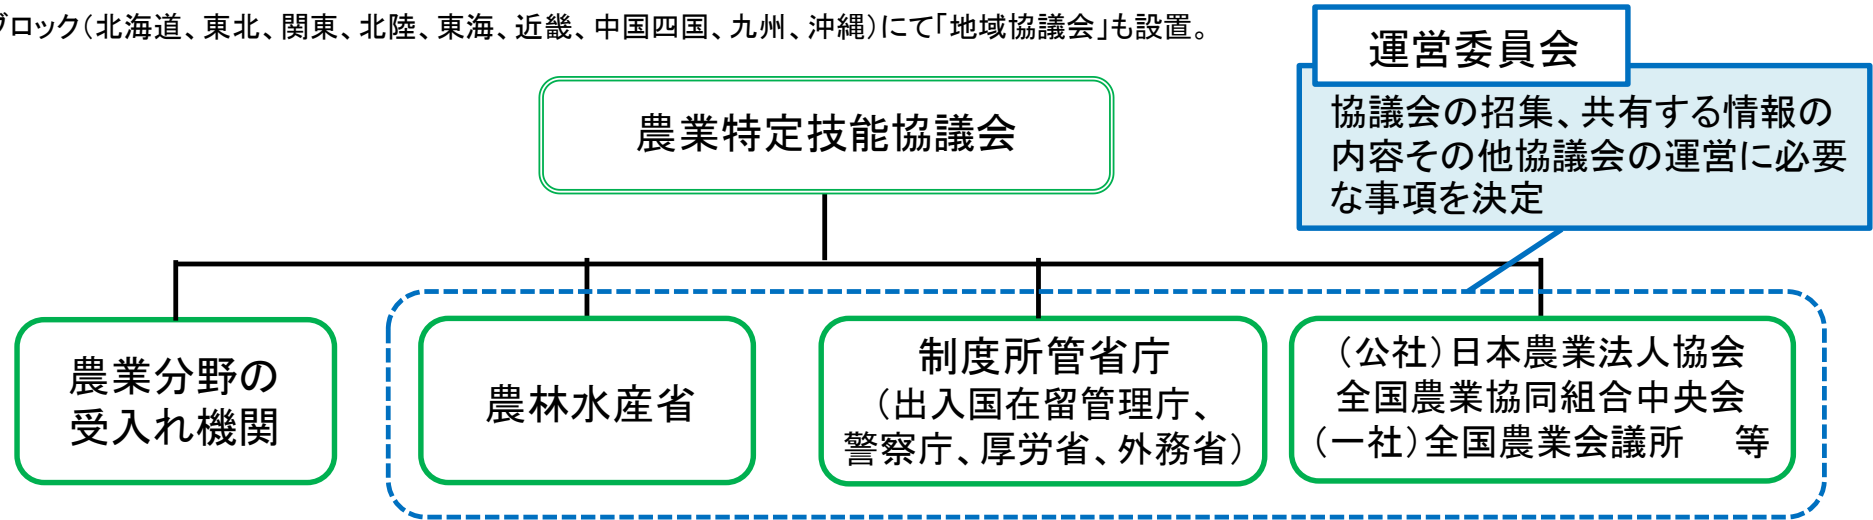 ブロック（北海道、東北、関東、北陸、東海、近畿、中国四国、九州、沖縄）にて「地域協議会」も設置。
運営委員会
協議会の招集、共有する情報の
内容その他協議会の運営に必要
な事項を決定
農業特定技能協議会
農業分野の
受入れ機関
農林水産省
制度所管省庁
（出入国在留管理庁、
警察庁、厚労省、外務省）
（公社）日本農業法人協会
全国農業協同組合中央会
（一社）全国農業会議所　等